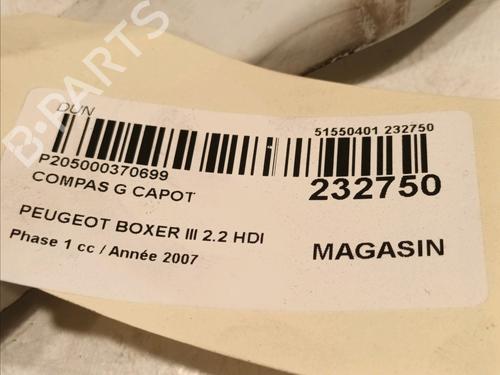 B-PARTS
DUN
51550401 232750
P205000370699
COMPAS G CAPOT
232750
PEUGEOT BOXER III 2.2 HDI
Phase 1 cc / Année 2007
MAGASIN